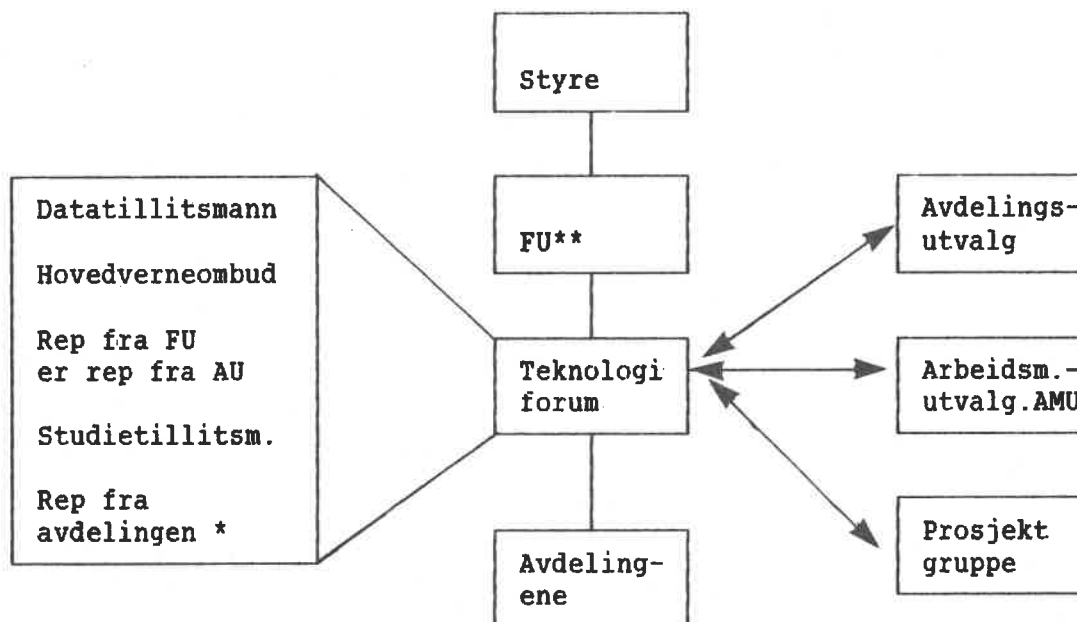 Styre
Datatillitsmann
Hovedverneombud
Rep fra FU
er rep fra AU
Studietillitsm.
Rep fra
avdelingen *
FU**
Teknologi
forum
Avdeling-
ene
Avdelings-
utvalg
Arbeidsm.-
utvalg.AMU
Prosjekt
gruppe